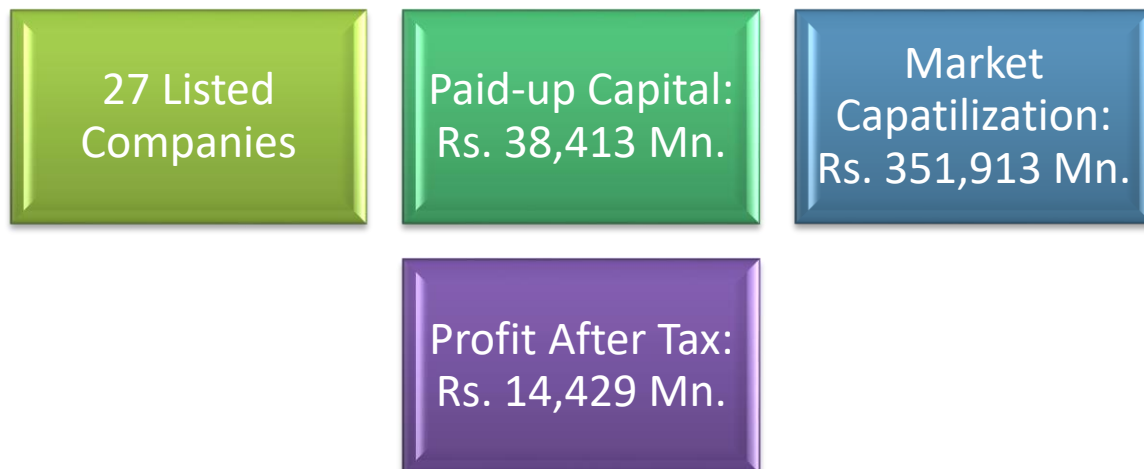 27 Listed
Companies
Paid-up Capital:
Rs. 38,413 Mn.
Market
Capatilization:
Rs. 351,913 Mn.
Profit After Tax:
Rs. 14,429 Mn.